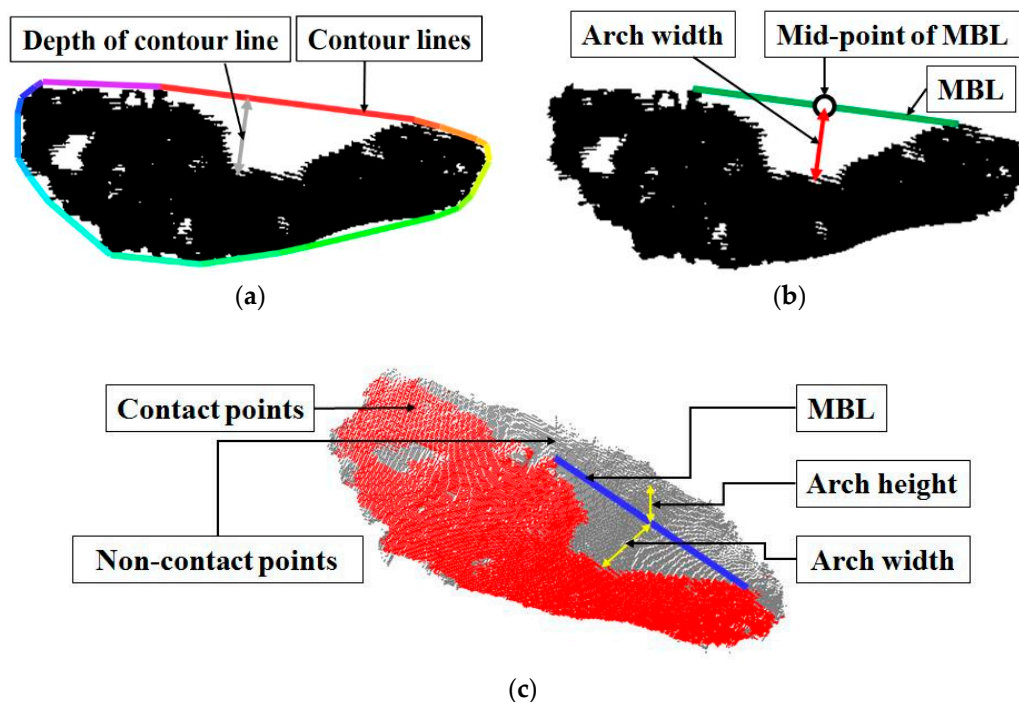 Depth of contour line
Contour lines
Arch width
Mid-point of MBL
MBL
(a)
(b)
Contact points
MBL
Arch height
Non-contact points
Arch width
(c)